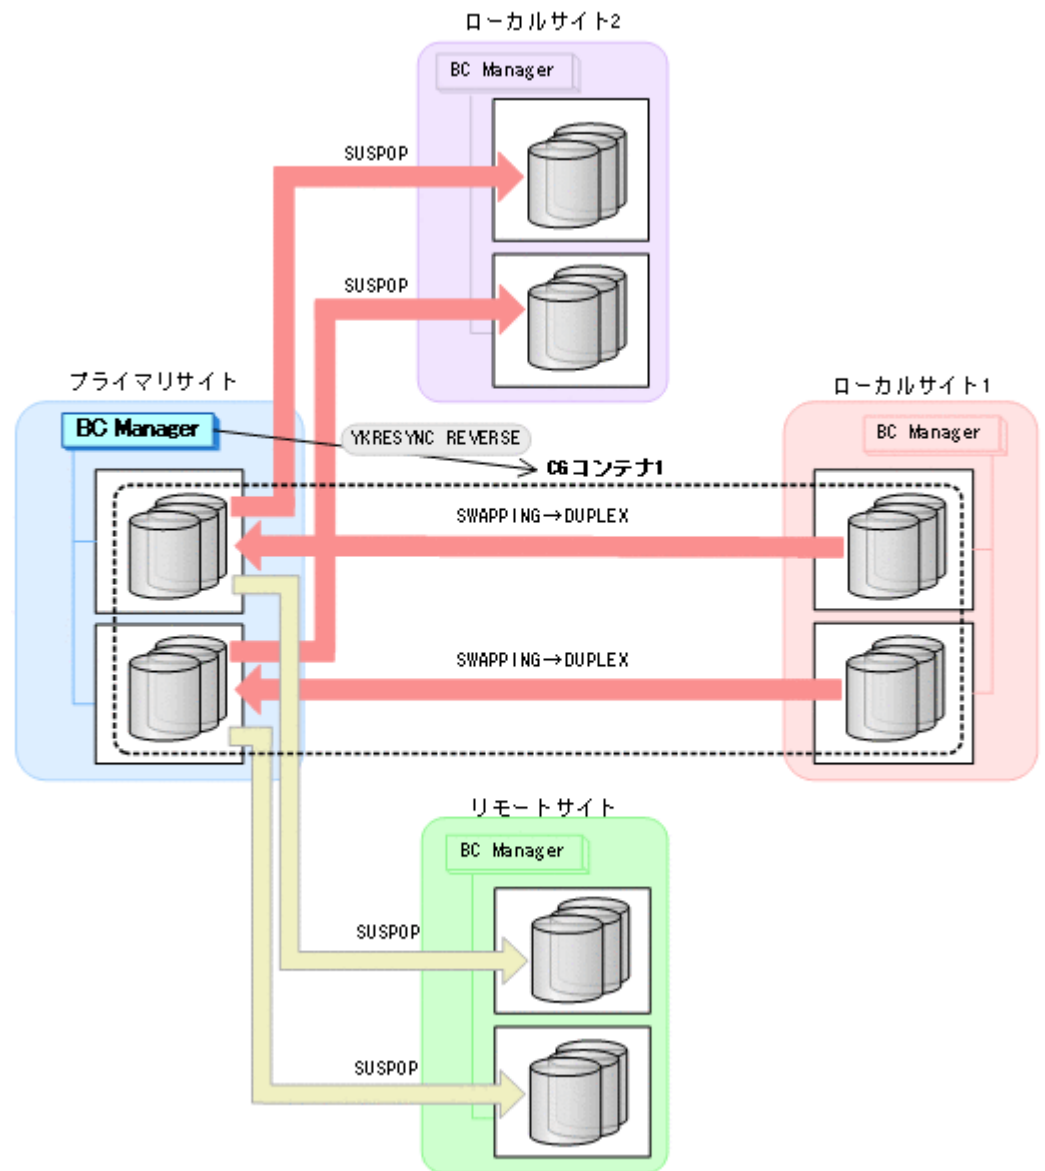 ローカルサイト2
BC Manager
SUSPOP
SUSPOP
プライマリサイト
ローカルサイト1
BC Manager
YKRESYNC REVERSE
BC Manager
CGコンテナ1
SWAPPING→DUPLEX
SWAPPING→DUPLEX
リモートサイト
BC Manager
SUSPOP
SUSPOP